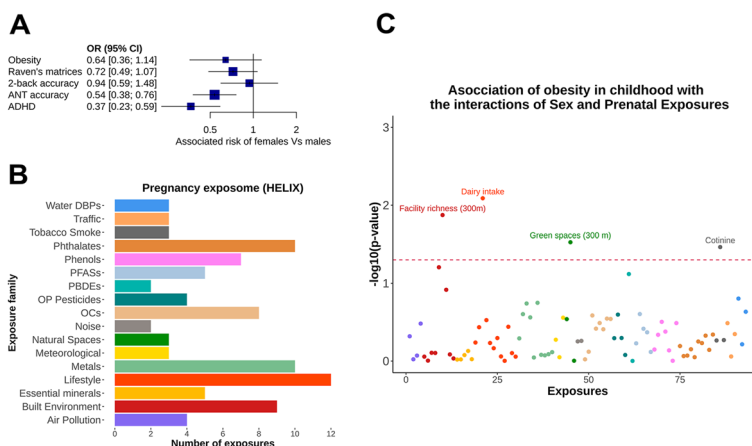 A
OR (95% CI)
Obesity 0.64 [0.36; 1.14]
Raven's matrices 0.72 [0.49; 1.07]
2-back accuracy 0.94 [0.59; 1.48]
ANT accuracy 0.54 [0.38; 0.76]
ADHD 0.37 [0.23; 0.59]
0.5 1 2
Associated risk of females Vs males
B
Pregnancy exposome (HELIX)
Exposure family
Water DBPs
Traffic
Tobacco Smoke
Phthalates
Phenols
PFASs
PBDEs
OP Pesticides
OCs
Noise
Natural Spaces
Meteorological
Metals
Lifestyle
Essential minerals
Built Environment
Air Pollution
0 2 4 6 8 10 12
Number of exposures
C
Asocciation of obesity in childhood with
the interactions of Sex and Prenatal Exposures
-log10(p-value)
3
2
1
0
Dairy intake
Facility richness (300m)
Green spaces (300 m)
Cotinine
0 25 50 75
Exposures